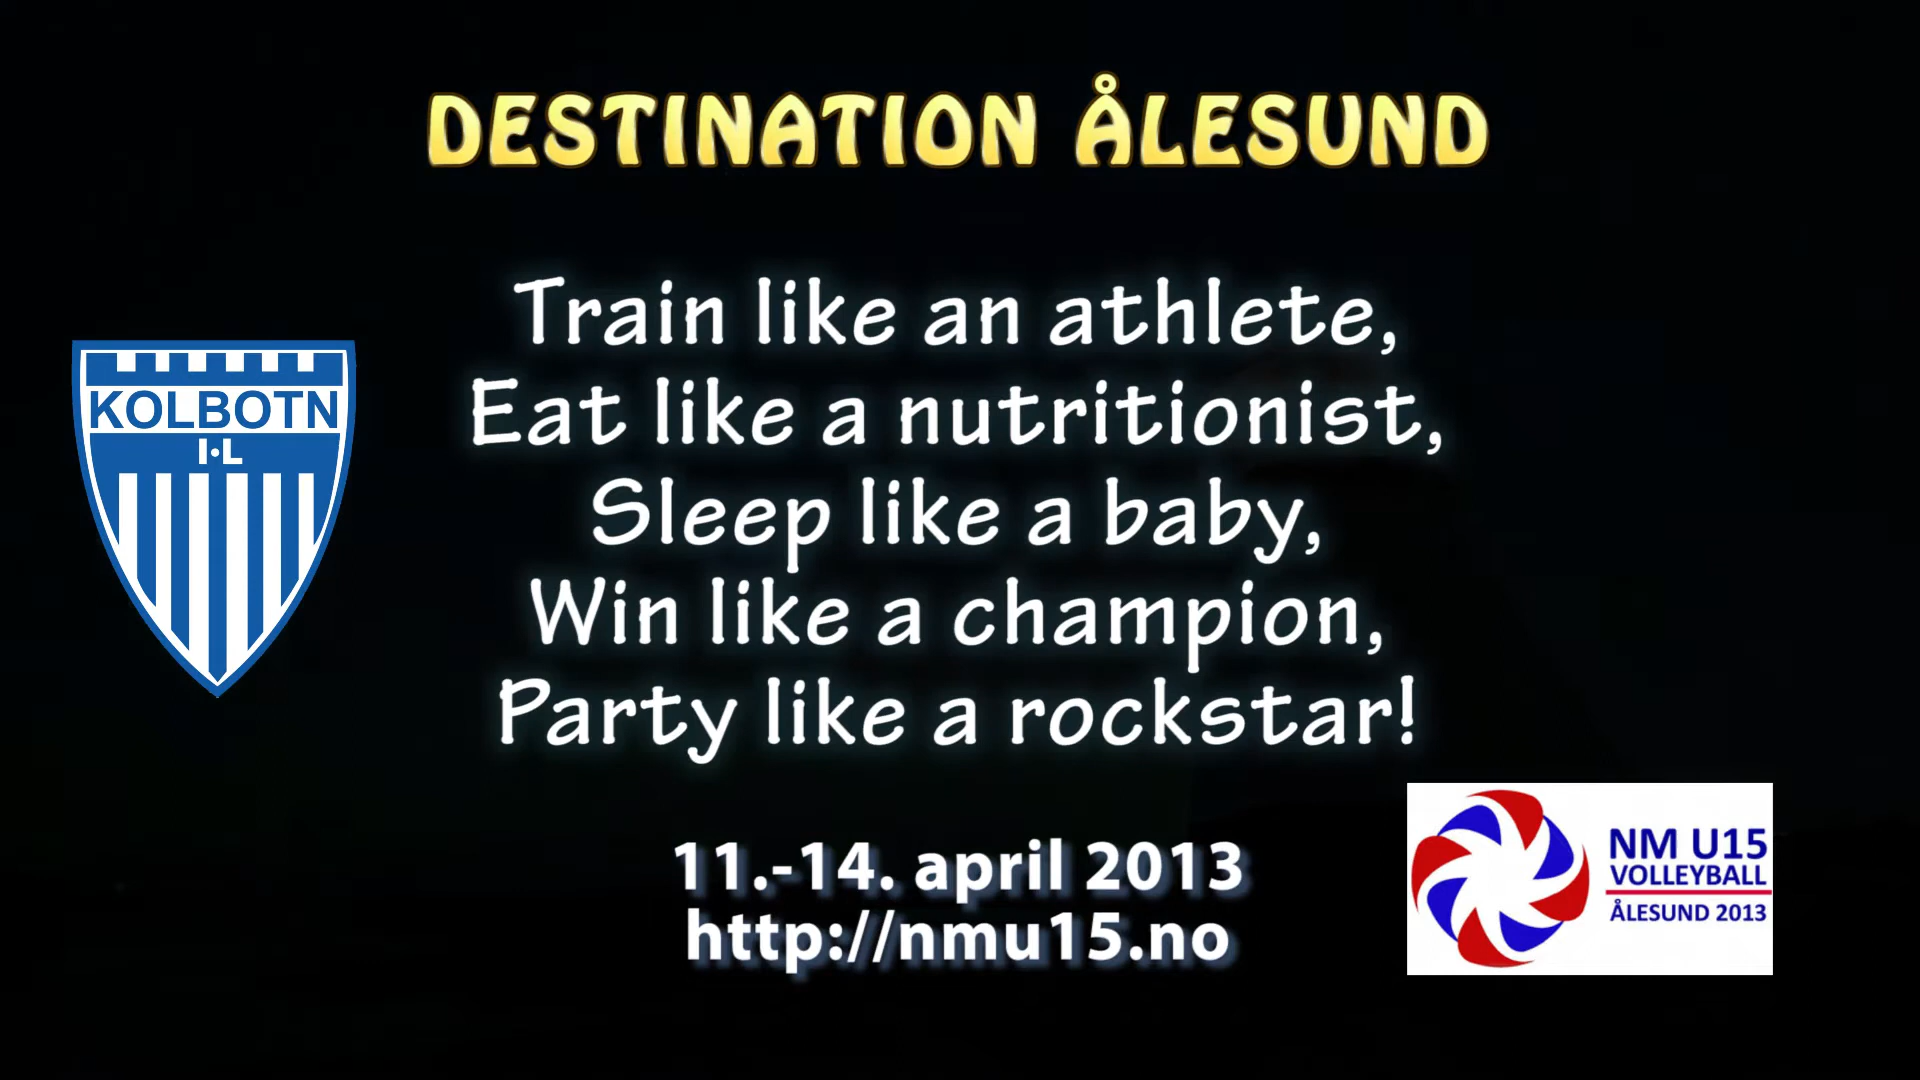 DESTINATION ÅLESUND
Train like an athlete,
Eat like a nutritionist,
Sleep like a baby,
Win like a champion,
Party like a rockstar!
KOLBOTN
I·L
11.-14. april 2013
http://nmu15.no
NM U15
VOLLEYBALL
ÅLESUND 2013